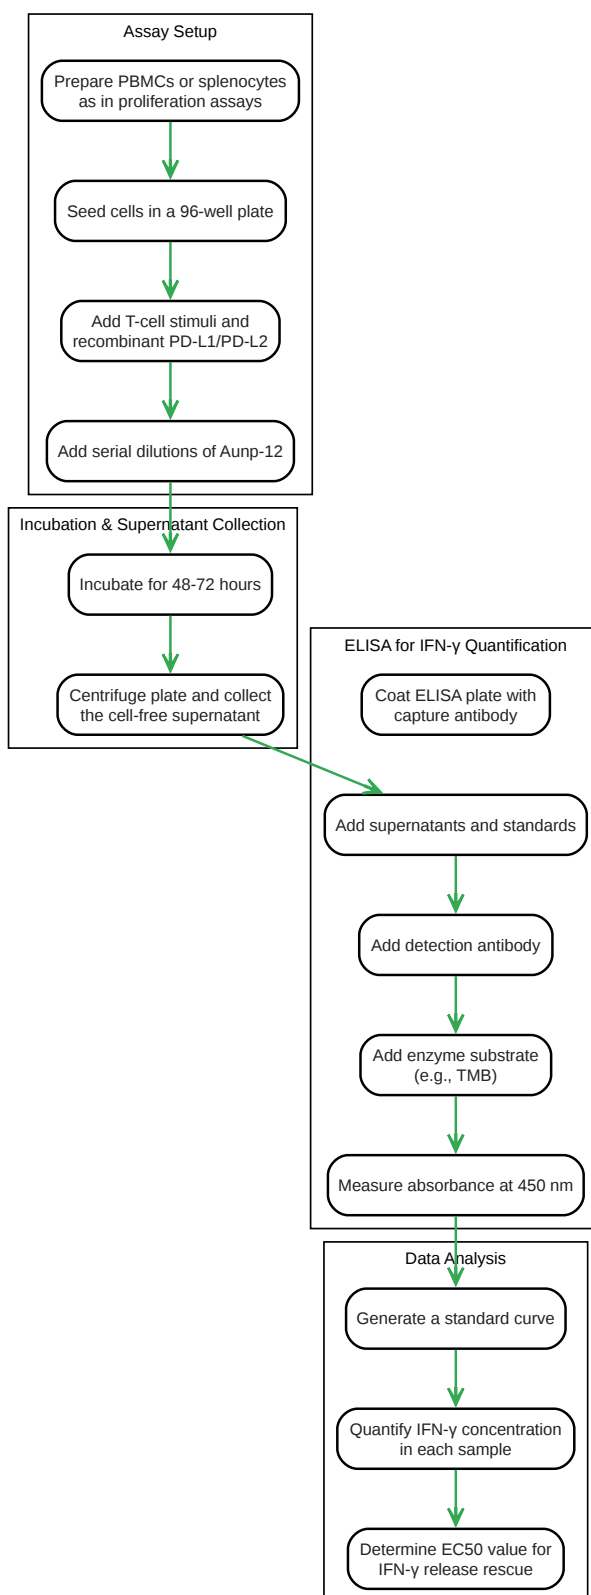 Assay Setup
Prepare PBMCs or splenocytes
as in proliferation assays
Seed cells in a 96-well plate
Add T-cell stimuli and
recombinant PD-L1/PD-L2
Add serial dilutions of Aunp-12
Incubation & Supernatant Collection
Incubate for 48-72 hours
Centrifuge plate and collect
the cell-free supernatant
ELISA for IFN-γ Quantification
Coat ELISA plate with
capture antibody
Add supernatants and standards
Add detection antibody
Add enzyme substrate
(e.g., TMB)
Measure absorbance at 450 nm
Data Analysis
Generate a standard curve
Quantify IFN-γ concentration
in each sample
Determine EC50 value for
IFN-γ release rescue